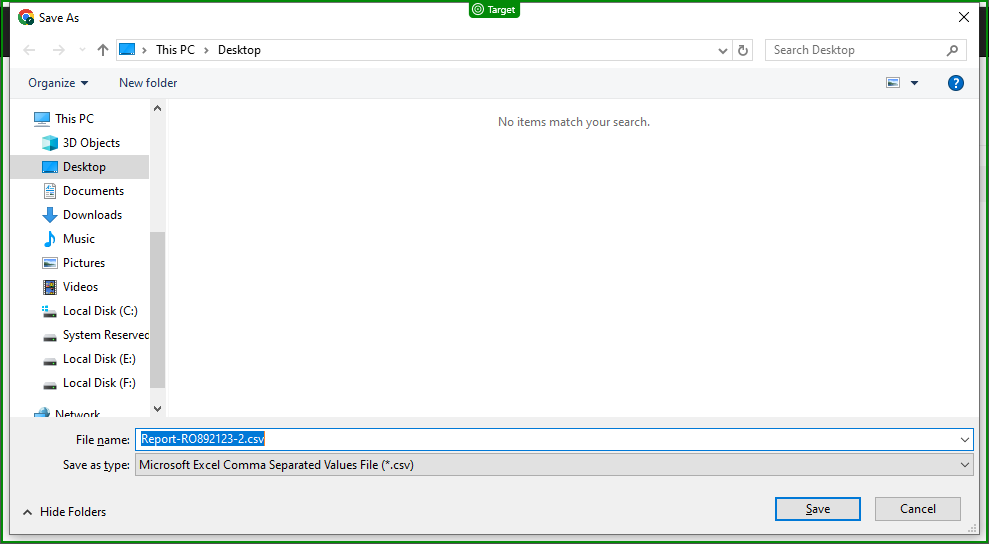 Target
Save As
This PC > Desktop
Search Desktop
Organize
New folder
?
This PC
3D Objects
Desktop
Documents
Downloads
Music
Pictures
Videos
Local Disk (C:)
System Reserved
Local Disk (E:)
Local Disk (F:)
Network
No items match your search.
File name: Report-RO892123-2.csv
Save as type: Microsoft Excel Comma Separated Values File (*.csv)
Hide Folders
Save
Cancel